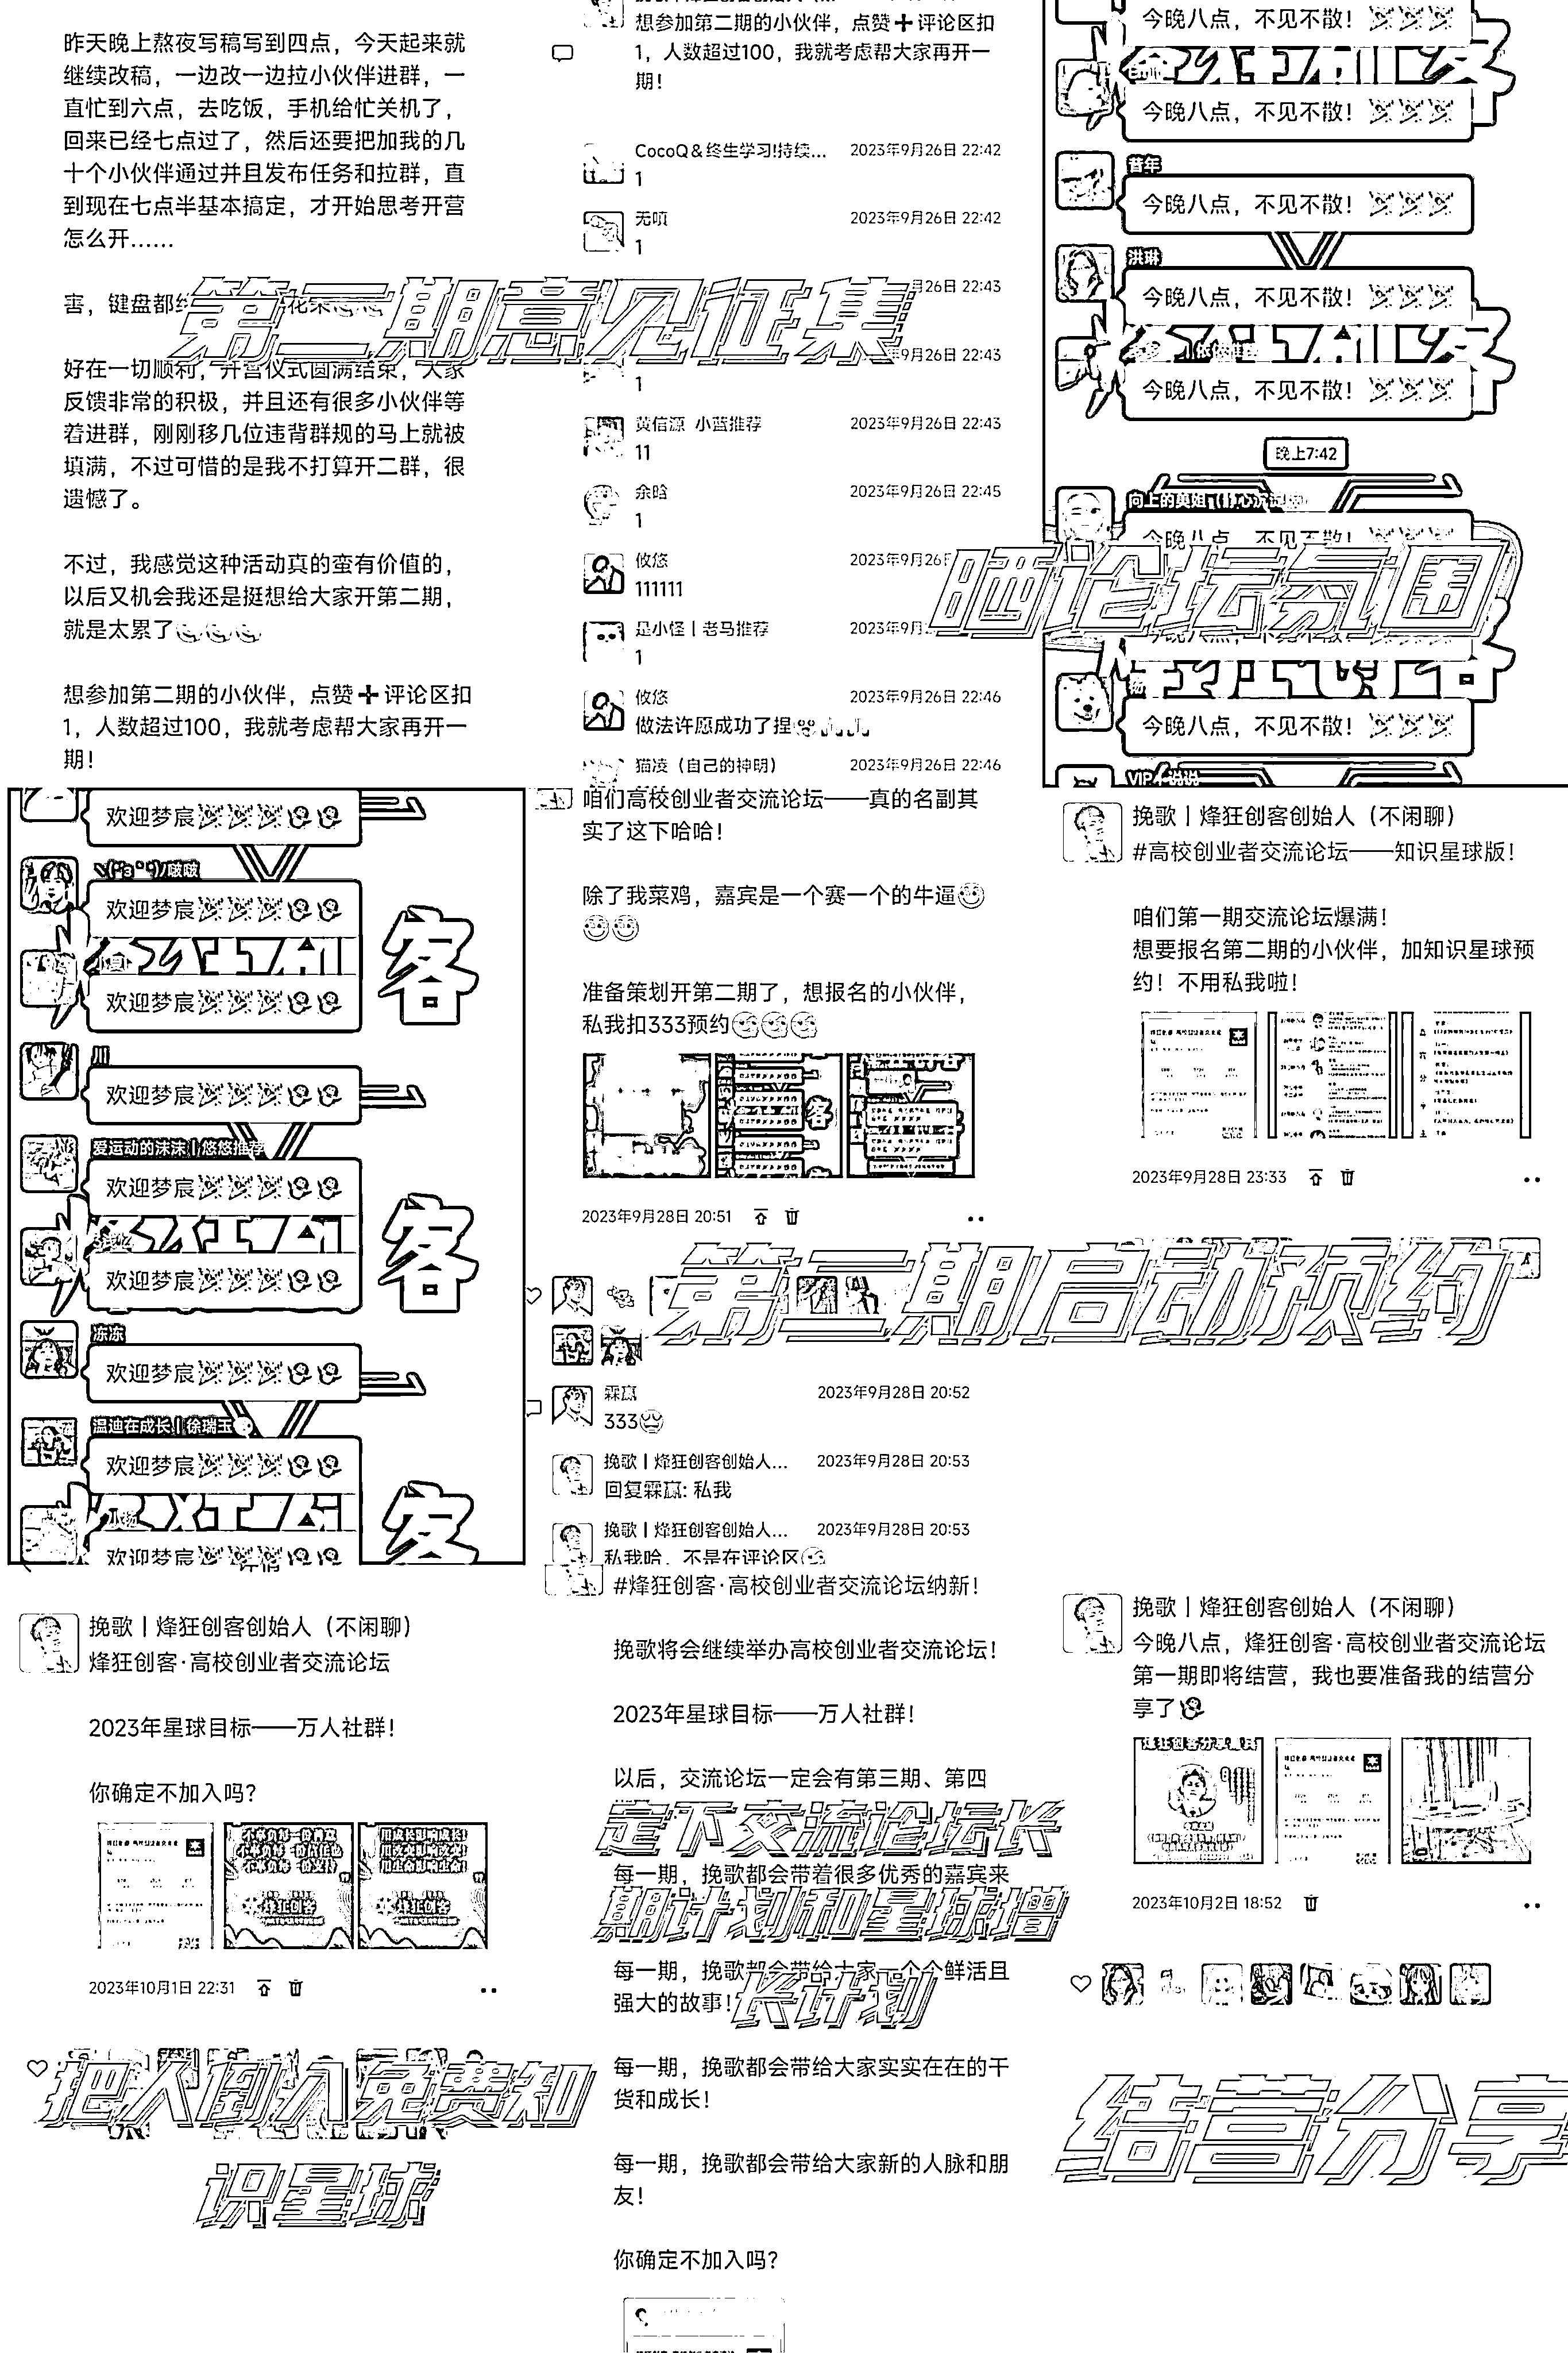 昨天晚上熬夜写稿写到四点，今天起来就
继续改稿，一边改一边拉小伙伴进群，一
直忙到六点，去吃饭，手机给忙关机了，
回来已经七点过了，然后还要把加我的几
十个小伙伴通过并且发布任务和拉群，直
到现在七点半基本搞定，才开始思考开营
怎么开……
害，键盘都
好在一切顺利，开营仪式圆满结束，大家
反馈非常的积极，并且还有很多小伙伴等
着进群，刚刚移几位违背群规的马上就被
填满，不过可惜的是我不打算开二群，很
遗憾了。
不过，我感觉这种活动真的蛮有价值的，
以后又机会我还是挺想给大家开第二期，
就是太累了
想参加第二期的小伙伴，点赞➕评论区扣
1，人数超过100，我就考虑帮大家再开一
期！
想参加第二期的小伙伴，点赞➕评论区扣
1，人数超过100，我就考虑帮大家再开一
期！
CocoQ＆终生学习!持续... 2023年9月26日 22:42
1
无唢 2023年9月26日 22:42
1
26日 22:43
9月26日 22:43
1
黄信源 小蓝推荐 2023年9月26日 22:43
11
余晗 2023年9月26日 22:45
1
攸悠 2023年9月26
111111
是小怪丨老马推荐 2023年9月
1
攸悠 2023年9月26日 22:46
做法许愿成功了捏
猫凌（自己的神明） 2023年9月26日 22:46
第二期意见征集
今晚八点，不见不散！
今晚八点，不见不散！
昔年
今晚八点，不见不散！
洪琳
今晚八点，不见不散！
今晚八点，不见不散！
晚上7:42
今晚八点，不见不散！
晒论坛氛围
今晚八点，不见不散！
VIP
欢迎梦宸
啵啵
欢迎梦宸
欢迎梦宸
客
川
欢迎梦宸
爱运动的沫沫丨悠悠推荐
欢迎梦宸
客
欢迎梦宸
冻冻
欢迎梦宸
温迪在成长丨徐瑞玉
欢迎梦宸
小杨
客
欢迎梦宸
咱们高校创业者交流论坛——真的名副其
实了这下哈哈！
除了我菜鸡，嘉宾是一个赛一个的牛逼
准备策划开第二期了，想报名的小伙伴，
私我扣333预约
2023年9月28日 20:51
霖 2023年9月28日 20:52
333
挽歌丨烽狂创客创始人... 2023年9月28日 20:53
回复霖: 私我
挽歌丨烽狂创客创始人... 2023年9月28日 20:53
私我哈，不是在评论区
挽歌丨烽狂创客创始人（不闲聊）
#高校创业者交流论坛——知识星球版！
咱们第一期交流论坛爆满！
想要报名第二期的小伙伴，加知识星球预
约！不用私我啦！
2023年9月28日 23:33
第二期启动预约
挽歌丨烽狂创客创始人（不闲聊）
烽狂创客·高校创业者交流论坛
2023年星球目标——万人社群！
你确定不加入吗？
2023年10月1日 22:31
把人倒入免费知
识星球
#烽狂创客·高校创业者交流论坛纳新！
挽歌将会继续举办高校创业者交流论坛！
2023年星球目标——万人社群！
以后，交流论坛一定会有第三期、第四
定下交流论坛长
每一期，挽歌都会带着很多优秀的嘉宾来
期计划和星球增
每一期，挽歌都会带给大家一个个鲜活且
强大的故事！
长计划
每一期，挽歌都会带给大家实实在在的干
货和成长！
每一期，挽歌都会带给大家新的人脉和朋
友！
你确定不加入吗？
挽歌丨烽狂创客创始人（不闲聊）
今晚八点，烽狂创客·高校创业者交流论坛
第一期即将结营，我也要准备我的结营分
享了
2023年10月2日 18:52
结营分享